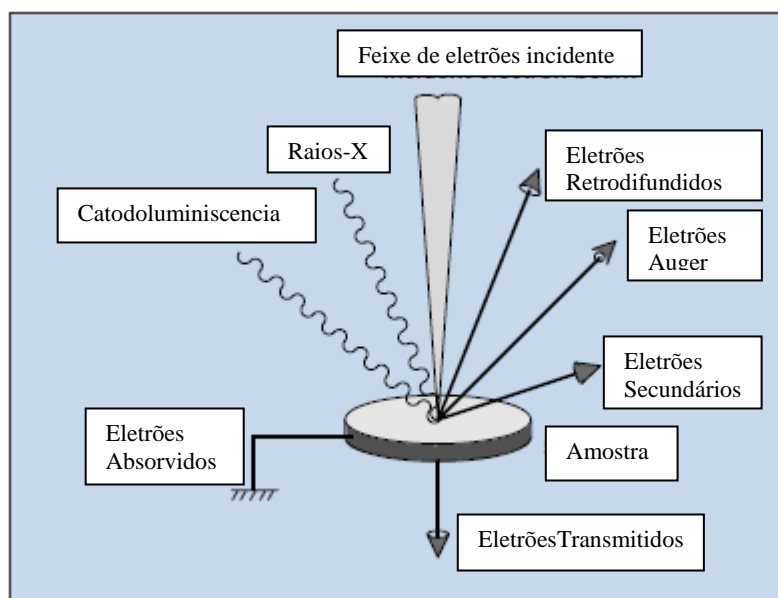 Feixe de eletrões incidente
Raios-X
Catodoluminiscencia
Eletrões
Retrodifundidos
Eletrões
Auger
Eletrões
Secundários
Eletrões
Absorvidos
Amostra
EletrõesTransmitidos